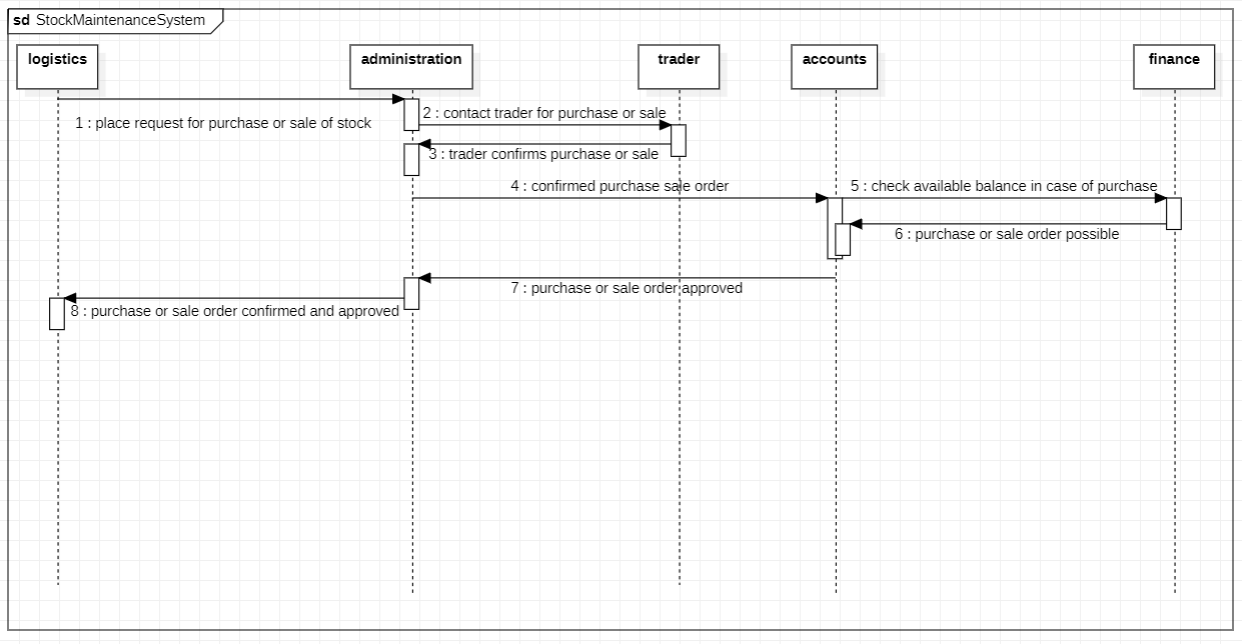 sd StockMaintenanceSystem
logistics
administration
trader
accounts
finance
1 : place request for purchase or sale of stock
2 : contact trader for purchase or sale
3 : trader confirms purchase or sale
4 : confirmed purchase sale order
5 : check available balance in case of purchase
6 : purchase or sale order possible
7 : purchase or sale order approved
8 : purchase or sale order confirmed and approved